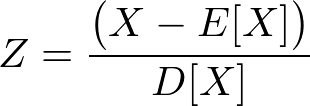 Z = (X − E[X]) / D[X]